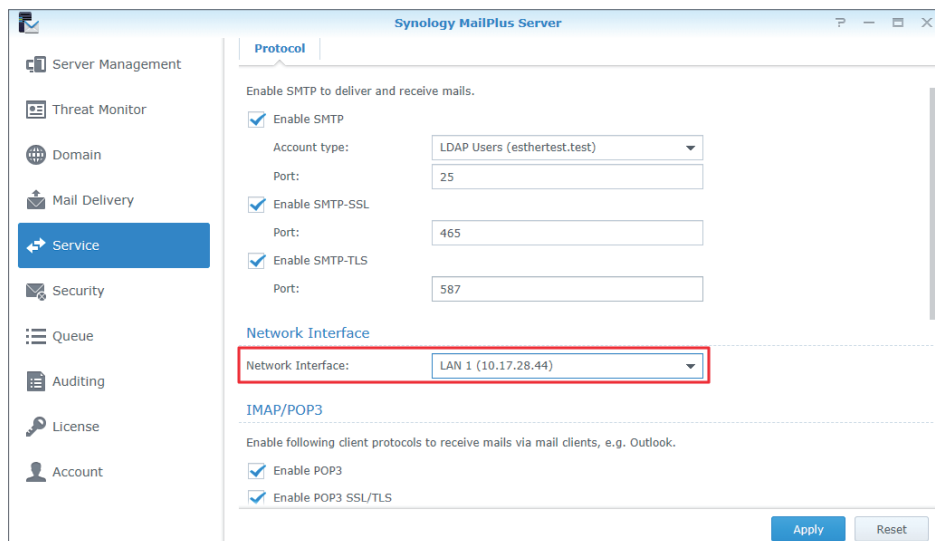 Synology MailPlus Server
Server Management
Threat Monitor
Domain
Mail Delivery
Service
Security
Queue
Auditing
License
Account
Protocol
Enable SMTP to deliver and receive mails.
Enable SMTP
Account type: LDAP Users (esthertest.test)
Port: 25
Enable SMTP-SSL
Port: 465
Enable SMTP-TLS
Port: 587
Network Interface
Network Interface: LAN 1 (10.17.28.44)
IMAP/POP3
Enable following client protocols to receive mails via mail clients, e.g. Outlook.
Enable POP3
Enable POP3 SSL/TLS
Apply Reset